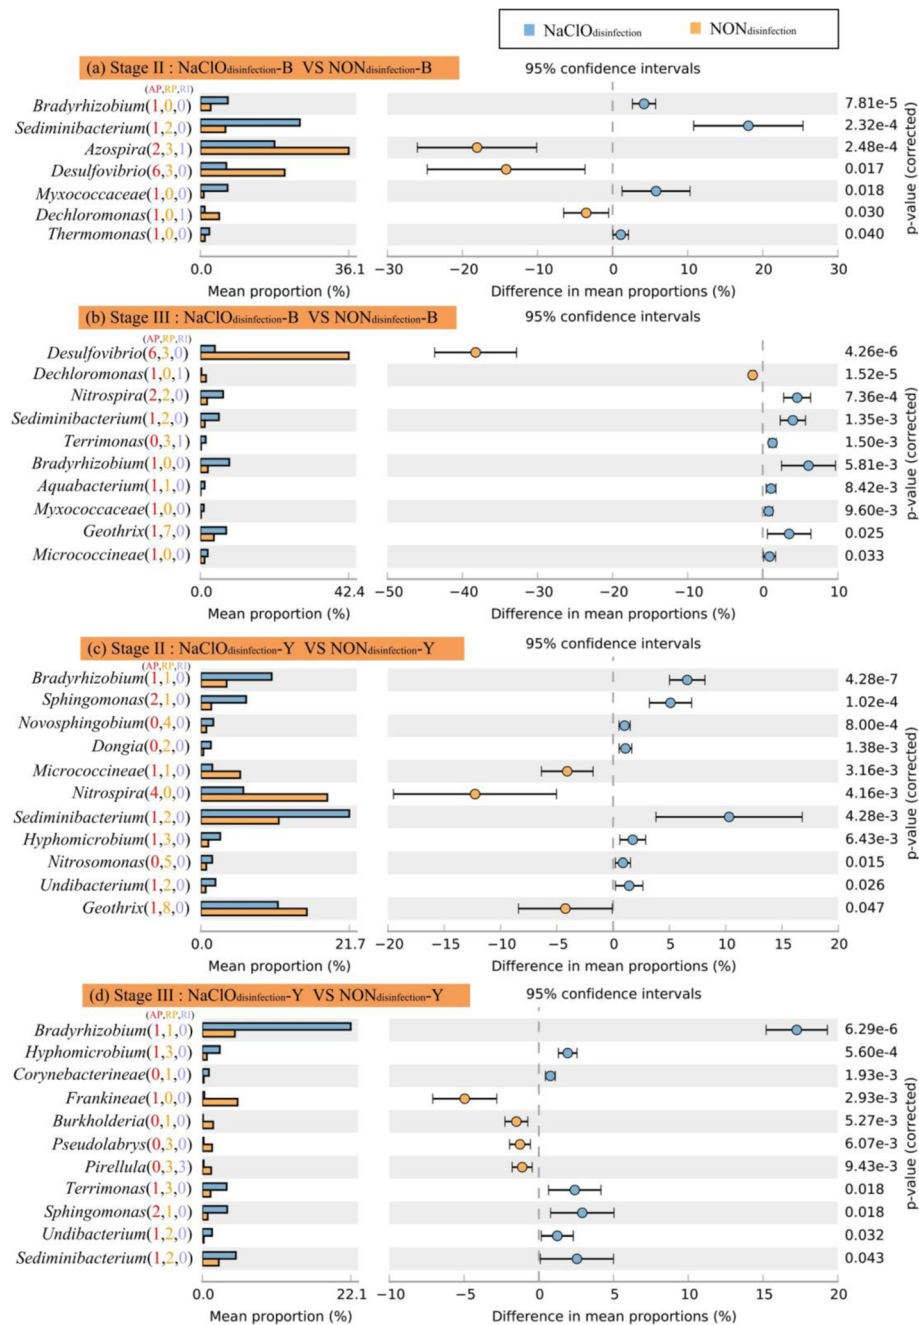 NaClOdisinfection NONdisinfection
(a) Stage II : NaClOdisinfection-B VS NONdisinfection-B
95% confidence intervals
(AP,RP,RI)
Bradyrhizobium(1,0,0) 7.81e-5
Sediminibacterium(1,2,0) 2.32e-4
Azospira(2,3,1) 2.48e-4
Desulfovibrio(6,3,0) 0.017
Myxococcaceae(1,0,0) 0.018
Dechloromonas(1,0,1) 0.030
Thermomonas(1,0,0) 0.040
p-value (corrected)
0.0 36.1 −30 −20 −10 0 10 20 30
Mean proportion (%) Difference in mean proportions (%)
(b) Stage III : NaClOdisinfection-B VS NONdisinfection-B
95% confidence intervals
(AP,RP,RI)
Desulfovibrio(6,3,0) 4.26e-6
Dechloromonas(1,0,1) 1.52e-5
Nitrospira(2,2,0) 7.36e-4
Sediminibacterium(1,2,0) 1.35e-3
Terrimonas(0,3,1) 1.50e-3
Bradyrhizobium(1,0,0) 5.81e-3
Aquabacterium(1,1,0) 8.42e-3
Myxococcaceae(1,0,0) 9.60e-3
Geothrix(1,7,0) 0.025
Micrococcineae(1,0,0) 0.033
p-value (corrected)
0.0 42.4 −50 −40 −30 −20 −10 0 10
Mean proportion (%) Difference in mean proportions (%)
(c) Stage II : NaClOdisinfection-Y VS NONdisinfection-Y
95% confidence intervals
(AP,RP,RI)
Bradyrhizobium(1,1,0) 4.28e-7
Sphingomonas(2,1,0) 1.02e-4
Novosphingobium(0,4,0) 8.00e-4
Dongia(0,2,0) 1.38e-3
Micrococcineae(1,1,0) 3.16e-3
Nitrospira(4,0,0) 4.16e-3
Sediminibacterium(1,2,0) 4.28e-3
Hyphomicrobium(1,3,0) 6.43e-3
Nitrosomonas(0,5,0) 0.015
Undibacterium(1,2,0) 0.026
Geothrix(1,8,0) 0.047
p-value (corrected)
0.0 21.7 −20 −15 −10 −5 0 5 10 15 20
Mean proportion (%) Difference in mean proportions (%)
(d) Stage III : NaClOdisinfection-Y VS NONdisinfection-Y
95% confidence intervals
(AP,RP,RI)
Bradyrhizobium(1,1,0) 6.29e-6
Hyphomicrobium(1,3,0) 5.60e-4
Corynebacterineae(0,1,0) 1.93e-3
Frankineae(1,0,0) 2.93e-3
Burkholderia(0,1,0) 5.27e-3
Pseudolabrys(0,3,0) 6.07e-3
Pirellula(0,3,3) 9.43e-3
Terrimonas(1,3,0) 0.018
Sphingomonas(2,1,0) 0.018
Undibacterium(1,2,0) 0.032
Sediminibacterium(1,2,0) 0.043
p-value (corrected)
0.0 22.1 −10 −5 0 5 10 15 20
Mean proportion (%) Difference in mean proportions (%)